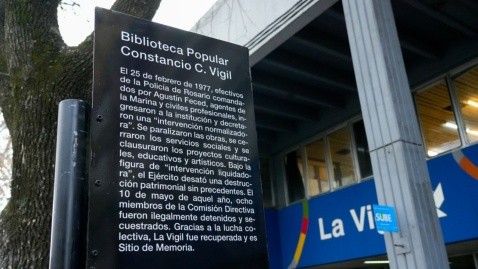 Biblioteca Popular
Constancio C. Vigil
El 25 de febrero de 1977, efectivos
de la Policía de Rosario comanda-
dos por Agustín Feced, agentes de
la Marina y civiles profesionales, in-
gresaron a la institución y decreta-
ron una "intervención normalizado-
ra". Se paralizaron las obras, se ce-
rraron los servicios sociales y se
clausuraron los proyectos cultura-
les, educativos y artísticos. Bajo la
figura de "intervención liquidado-
ra", el Ejército desató una destruc-
ción patrimonial sin precedentes. El
10 de mayo de aquel año, ocho
miembros de la Comisión Directiva
fueron ilegalmente detenidos y se-
cuestrados. Gracias a la lucha co-
lectiva, La Vigil fue recuperada y es
Sitio de Memoria.
La Vig
SUBE